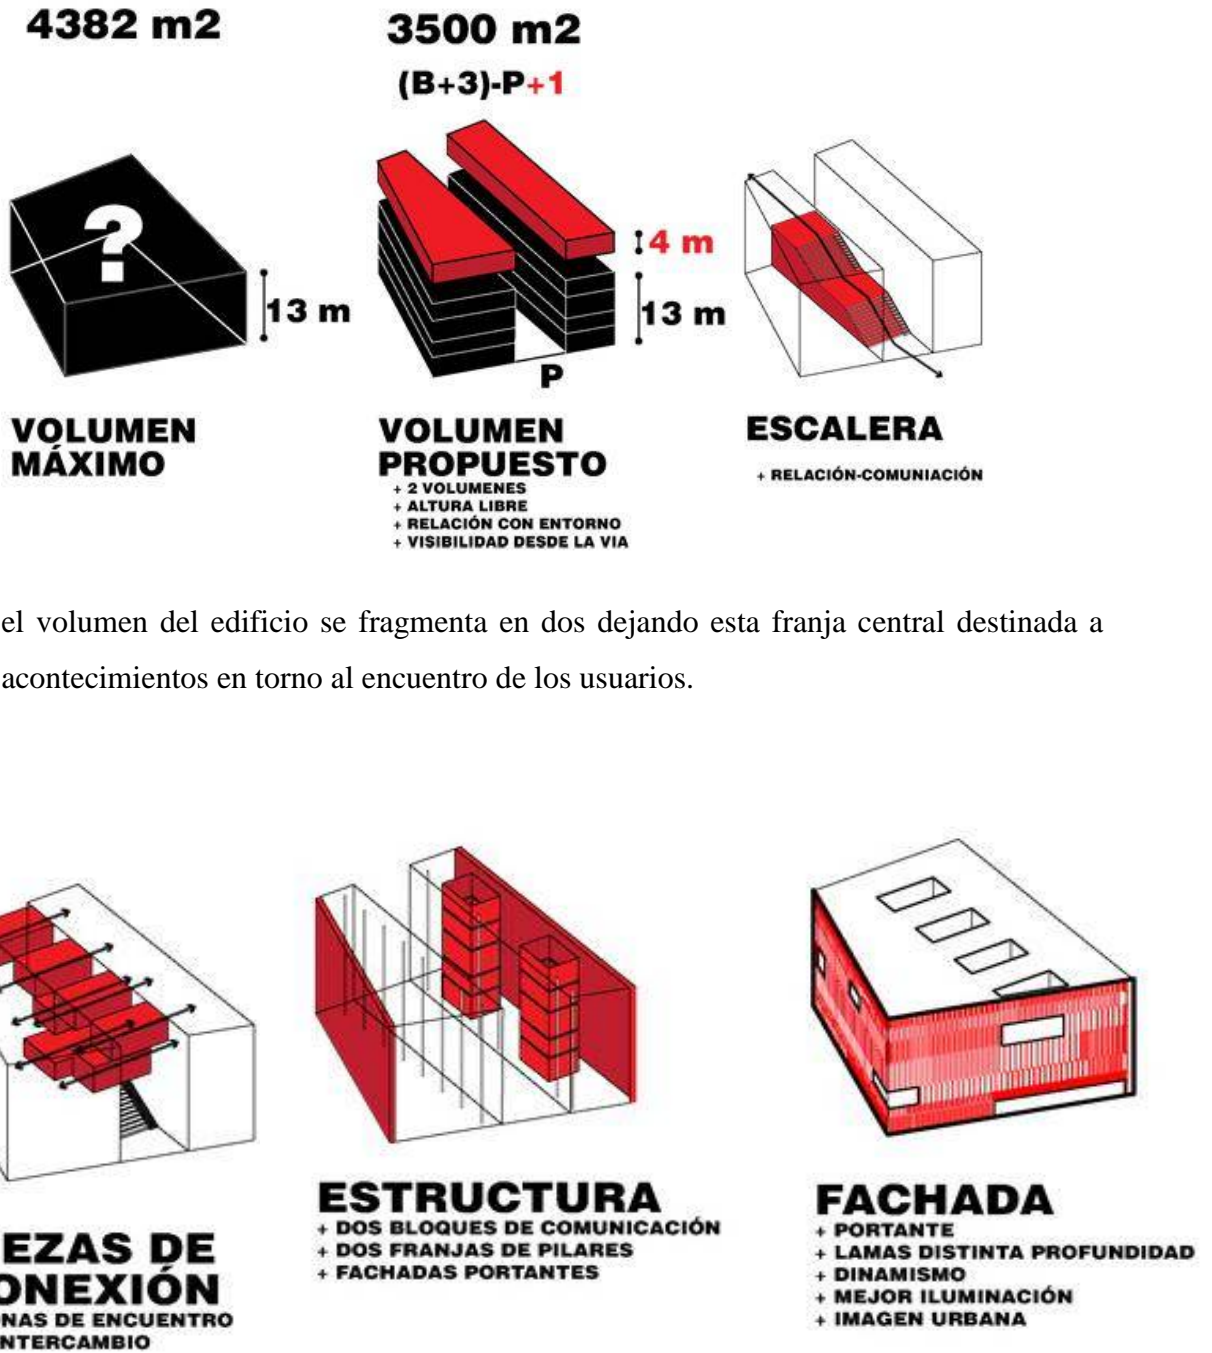 4382 m2
3500 m2
(B+3)-P+1
?
13 m
4 m
13 m
P
VOLUMEN
MÁXIMO
VOLUMEN
PROPUESTO
+ 2 VOLUMENES
+ ALTURA LIBRE
+ RELACIÓN CON ENTORNO
+ VISIBILIDAD DESDE LA VIA
ESCALERA
+ RELACIÓN-COMUNIACIÓN
el volumen del edificio se fragmenta en dos dejando esta franja central destinada a
acontecimientos en torno al encuentro de los usuarios.
EZAS DE
ONEXIÓN
NAS DE ENCUENTRO
NTERCAMBIO
ESTRUCTURA
+ DOS BLOQUES DE COMUNICACIÓN
+ DOS FRANJAS DE PILARES
+ FACHADAS PORTANTES
FACHADA
+ PORTANTE
+ LAMAS DISTINTA PROFUNDIDAD
+ DINAMISMO
+ MEJOR ILUMINACIÓN
+ IMAGEN URBANA